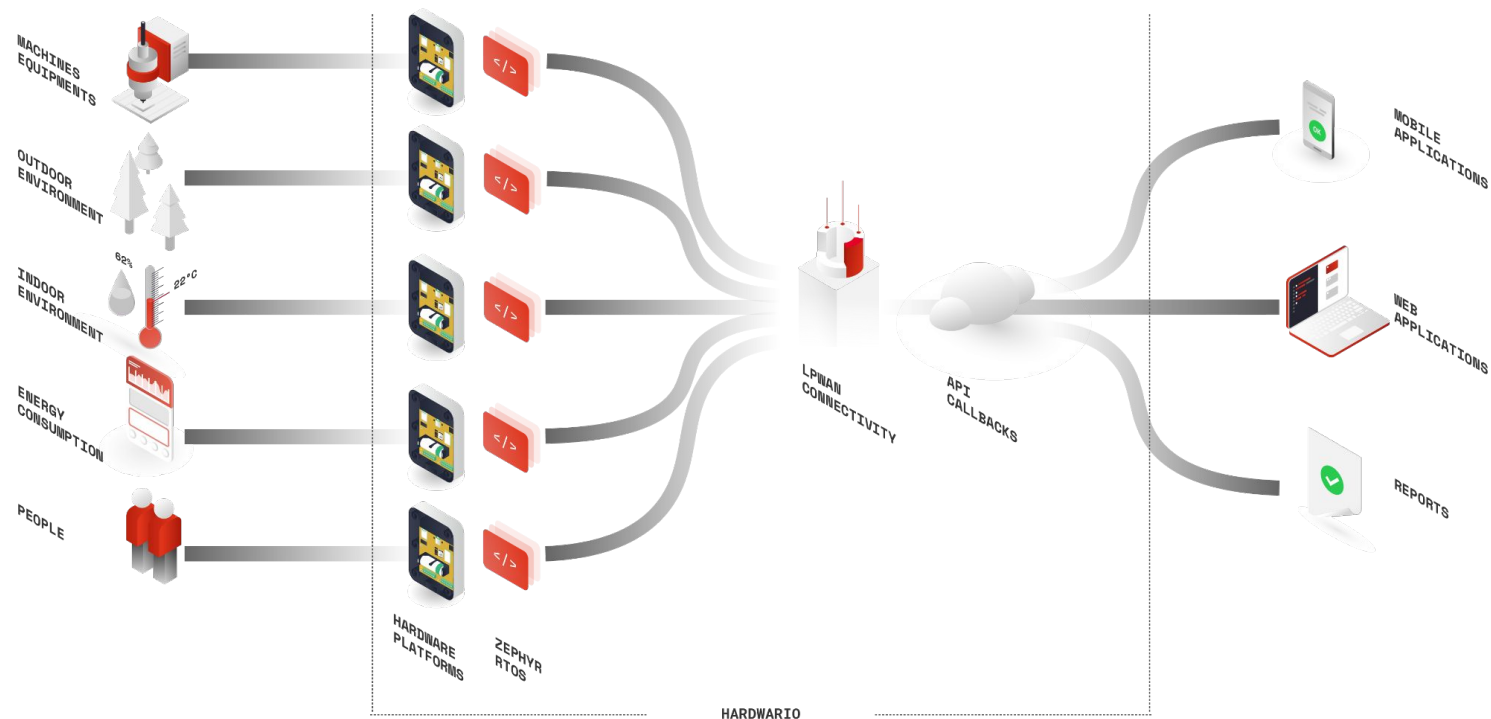 MACHINES
EQUIPMENTS
OUTDOOR
ENVIRONMENT
62%
22°C
INDOOR
ENVIRONMENT
ENERGY
CONSUMPTION
PEOPLE
</>
</>
</>
</>
</>
HARDWARE
PLATFORMS
ZEPHYR
RTOS
LPWAN
CONNECTIVITY
API
CALLBACKS
OK
MOBILE
APPLICATIONS
WEB
APPLICATIONS
REPORTS
HARDWARIO